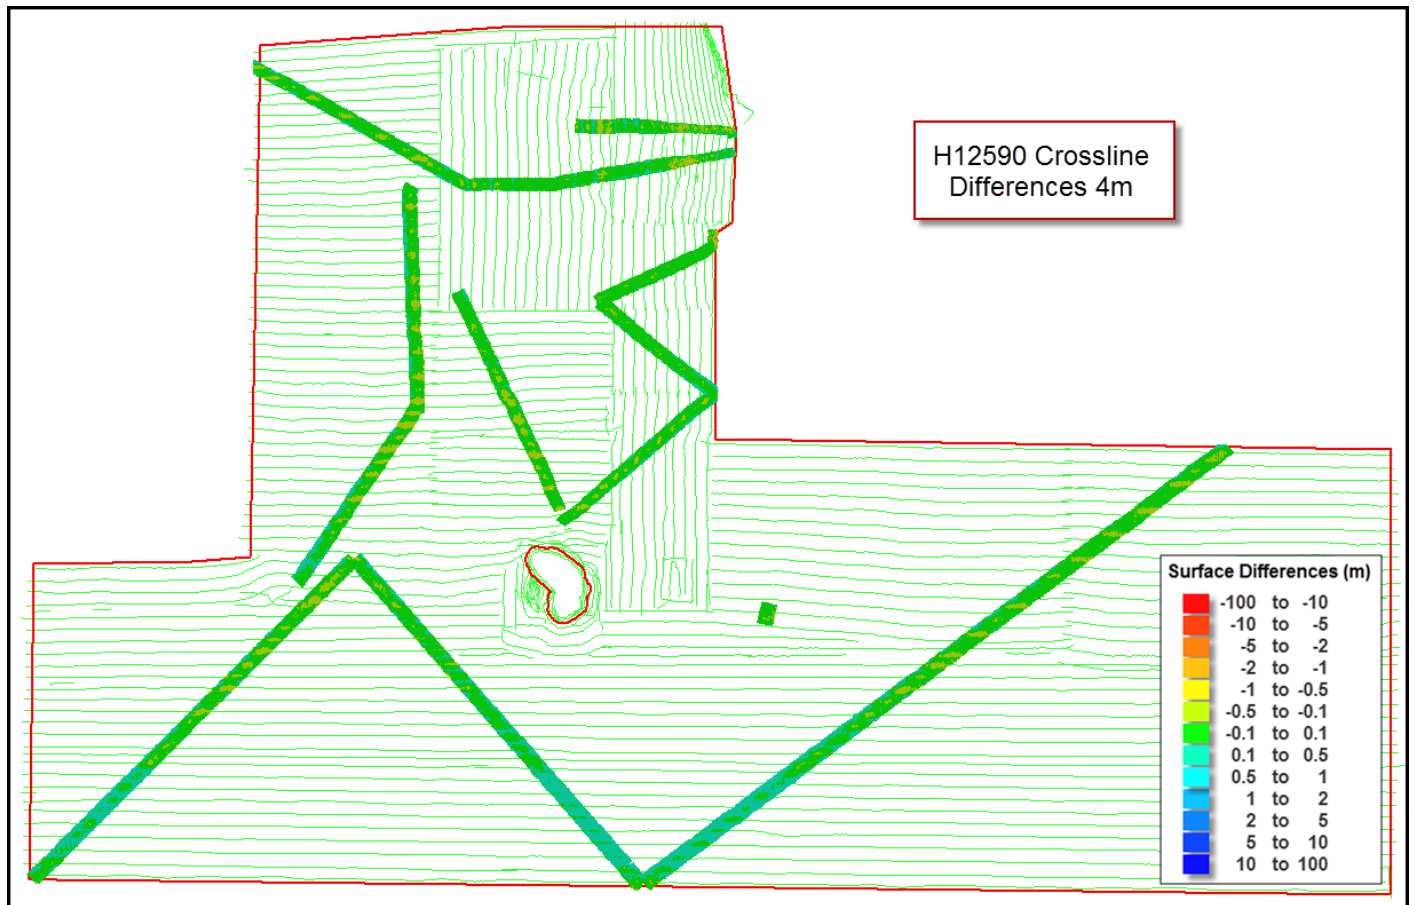 H12590 Crossline
Differences 4m
Surface Differences (m)
-100 to -10
-10 to -5
-5 to -2
-2 to -1
-1 to -0.5
-0.5 to -0.1
-0.1 to 0.1
0.1 to 0.5
0.5 to 1
1 to 2
2 to 5
5 to 10
10 to 100